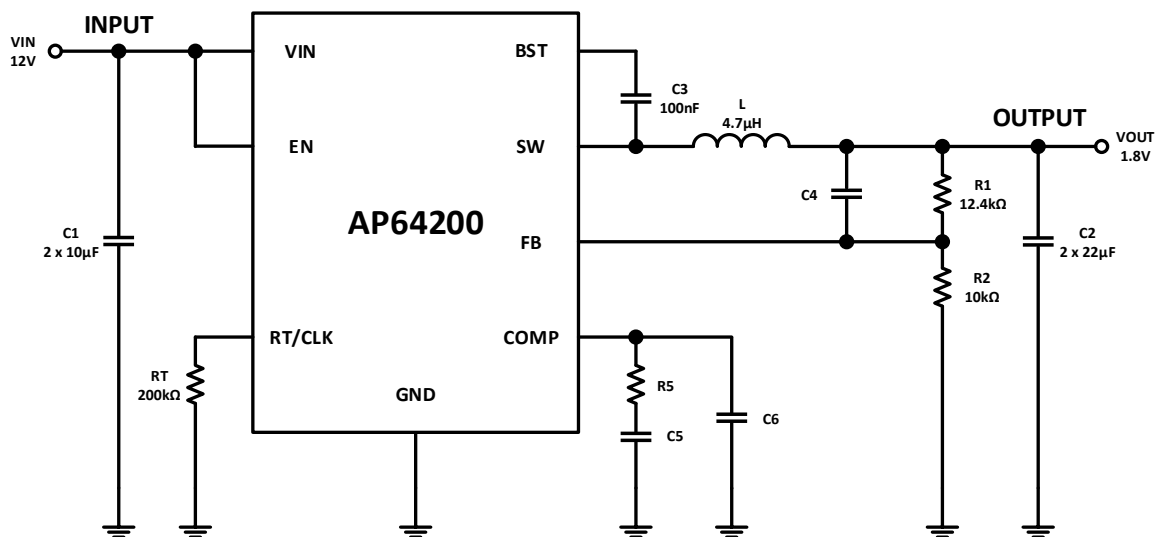 INPUT
VIN
12V
VIN
BST
C3
100nF
L
4.7µH
OUTPUT
VOUT
1.8V
EN
SW
C4
R1
12.4kΩ
AP64200
C1
2 x 10µF
FB
C2
2 x 22µF
R2
10kΩ
RT/CLK
COMP
RT
200kΩ
GND
R5
C5
C6